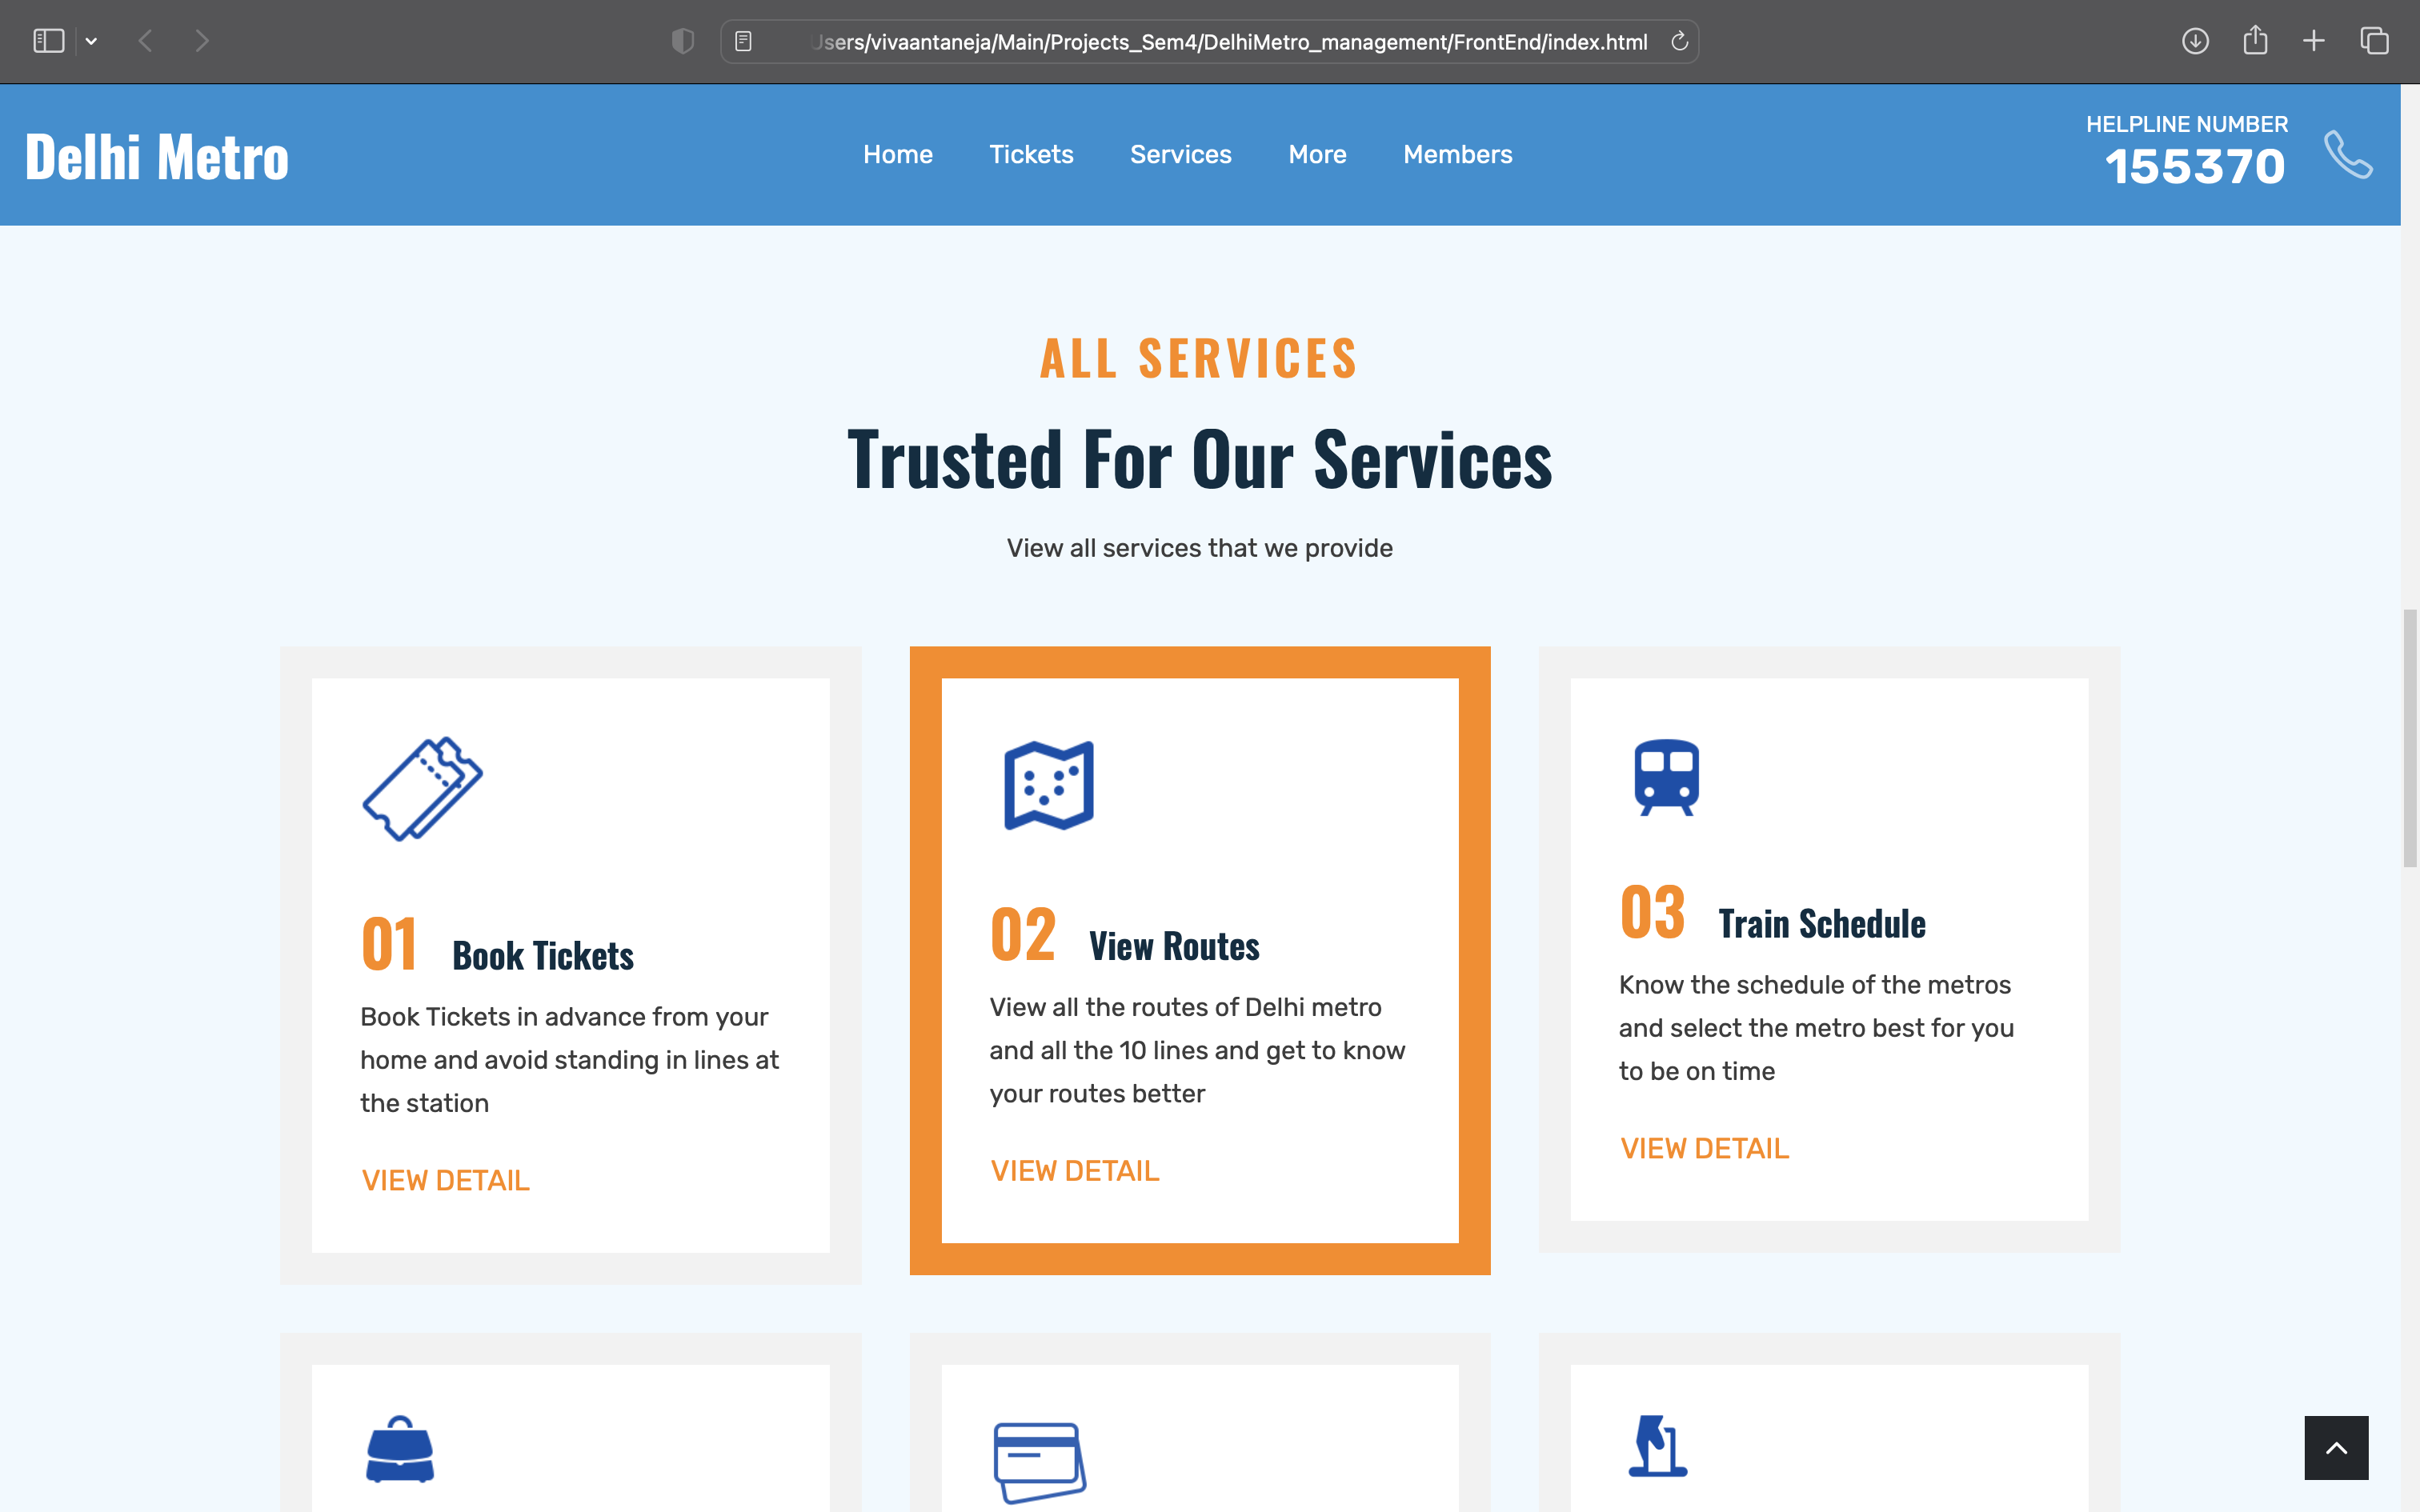 Users/vivaantaneja/Main/Projects_Sem4/DelhiMetro_management/FrontEnd/index.html
Delhi Metro
Home Tickets Services More Members
HELPLINE NUMBER
155370
ALL SERVICES
Trusted For Our Services
View all services that we provide
01 Book Tickets
Book Tickets in advance from your
home and avoid standing in lines at
the station
VIEW DETAIL
02 View Routes
View all the routes of Delhi metro
and all the 10 lines and get to know
your routes better
VIEW DETAIL
03 Train Schedule
Know the schedule of the metros
and select the metro best for you
to be on time
VIEW DETAIL